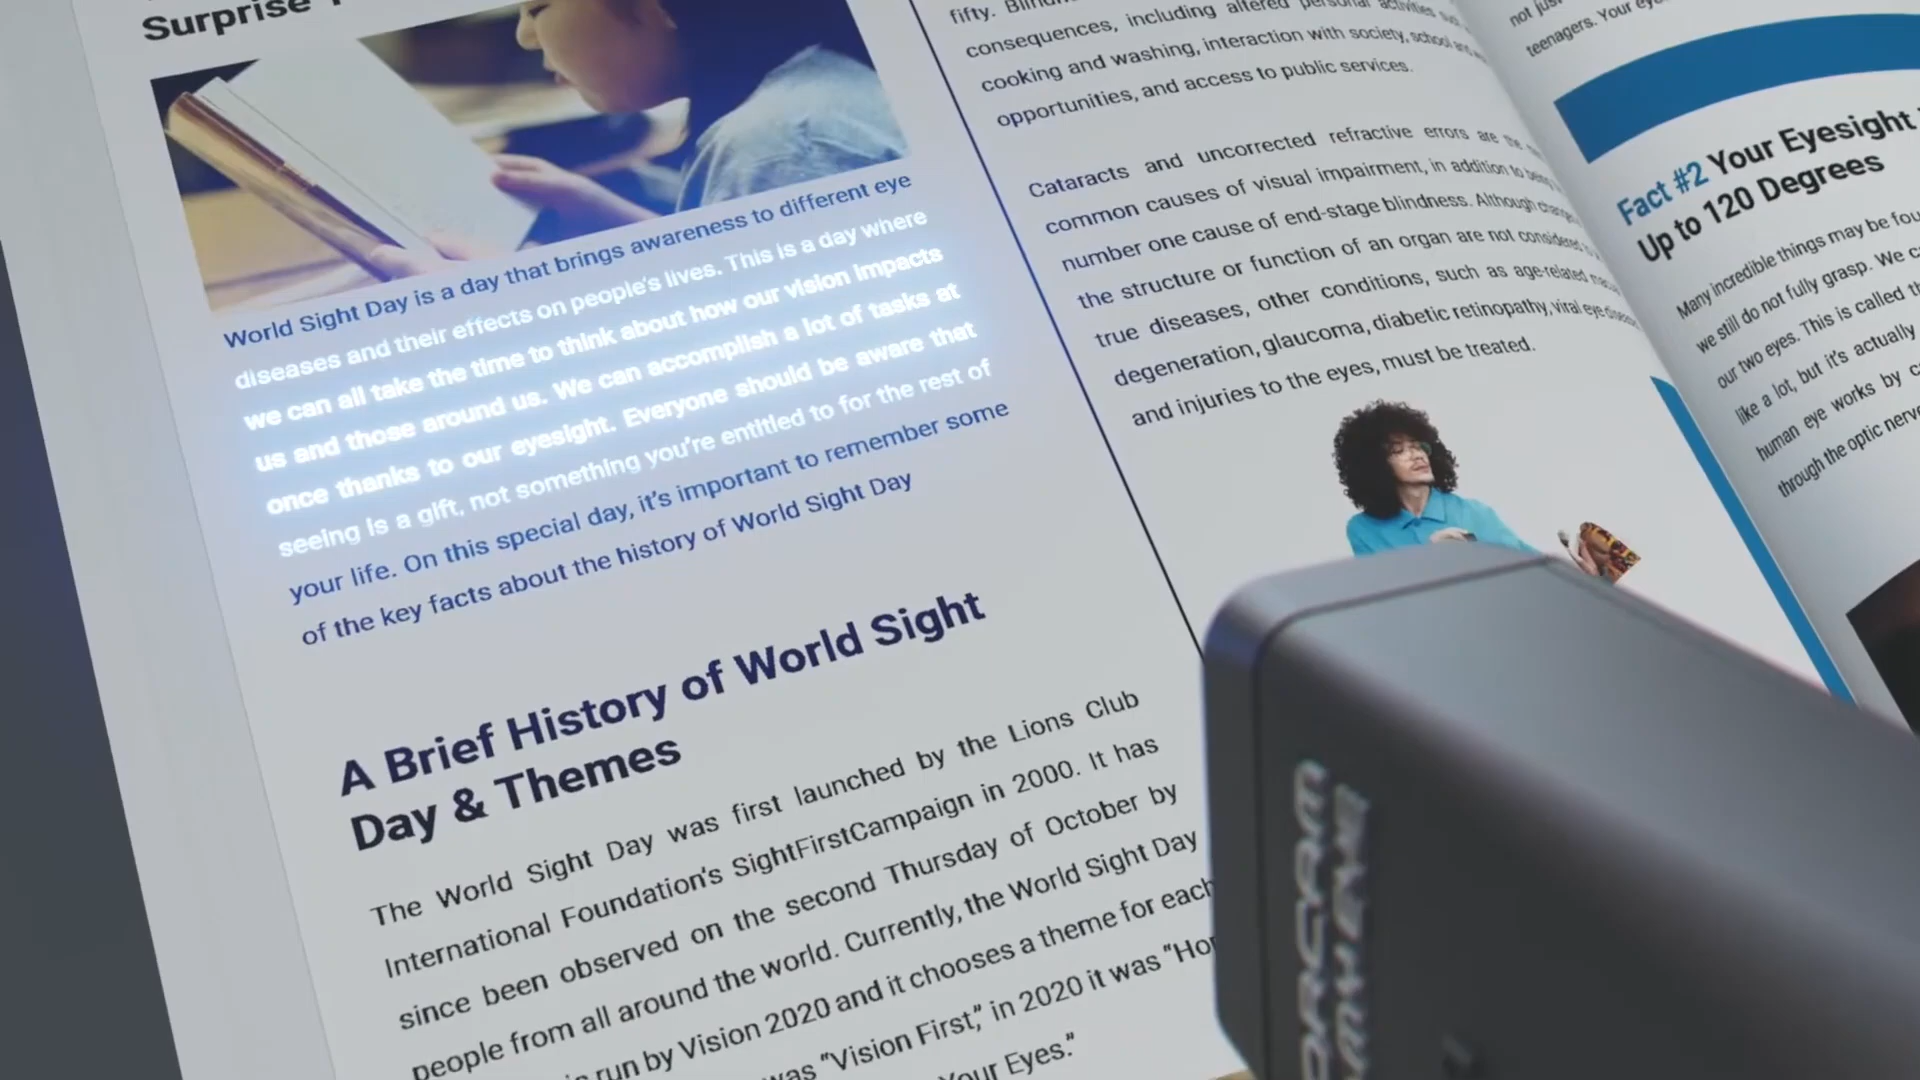 Surprise
World Sight Day is a day that brings awareness to different eye
diseases and their effects on people's lives. This is a day where
we can all take the time to think about how our vision impacts
us and those around us. We can accomplish a lot of tasks at
once thanks to our eyesight. Everyone should be aware that
seeing is a gift, not something you're entitled to for the rest of
your life. On this special day, it's important to remember some
of the key facts about the history of World Sight Day
A Brief History of World Sight
Day & Themes
The World Sight Day was first launched by the Lions Club
International Foundation's SightFirstCampaign in 2000. It has
since been observed on the second Thursday of October by
people from all around the world. Currently, the World Sight Day
run by Vision 2020 and it chooses a theme for each
was "Vision First," in 2020 it was
Your Eyes."
fifty.
consequences, including altered personal activities
cooking and washing, interaction with society, school and
opportunities, and access to public services.
Cataracts and uncorrected refractive errors are the
common causes of visual impairment, in addition to being
number one cause of end-stage blindness. Although
the structure or function of an organ are not considered
true diseases, other conditions, such as age-related
degeneration, glaucoma, diabetic retinopathy, viral eye
and injuries to the eyes, must be treated.
not just
teenagers. Your
Fact #2 Your Eyesight
Up to 120 Degrees
Many incredible things may be
we still do not fully grasp. We
our two eyes. This is called
like a lot, but it's actually
human eye works by
through the optic
ORCAM
MY EYE